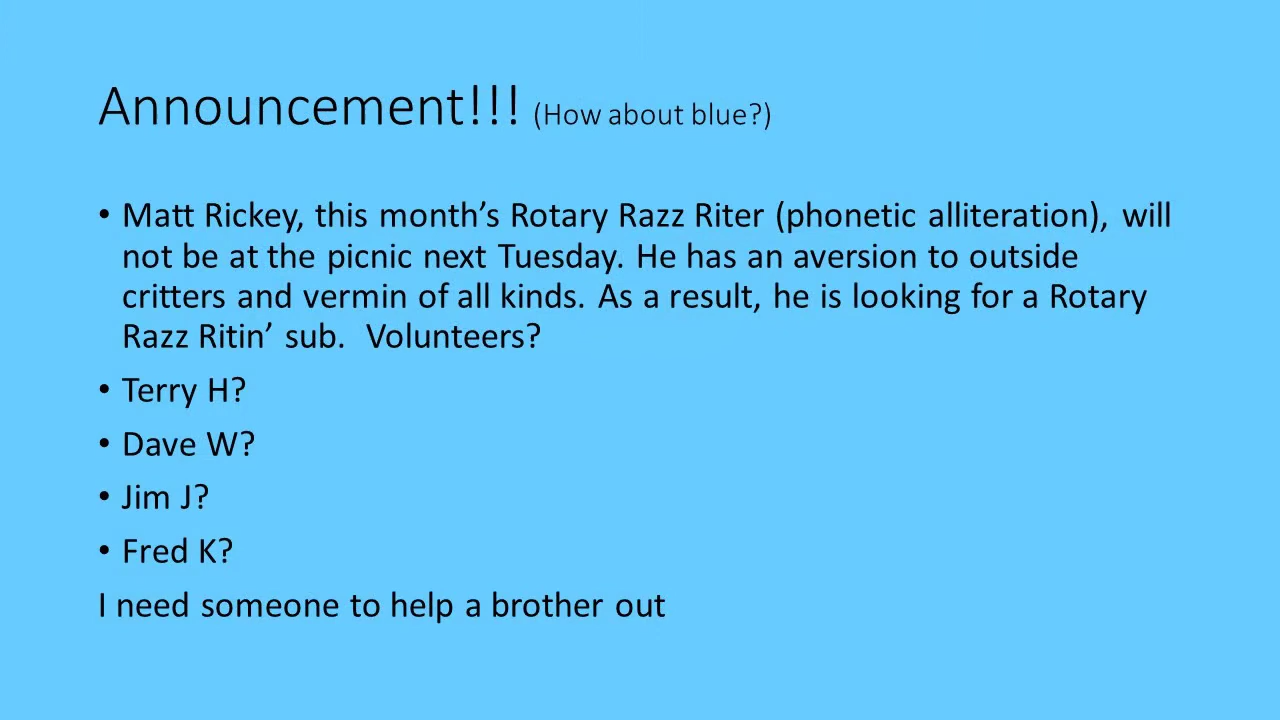 Announcement!!! (How about blue?)
• Matt Rickey, this month’s Rotary Razz Riter (phonetic alliteration), will
not be at the picnic next Tuesday. He has an aversion to outside
critters and vermin of all kinds. As a result, he is looking for a Rotary
Razz Ritin’ sub.  Volunteers?
• Terry H?
• Dave W?
• Jim J?
• Fred K?
I need someone to help a brother out